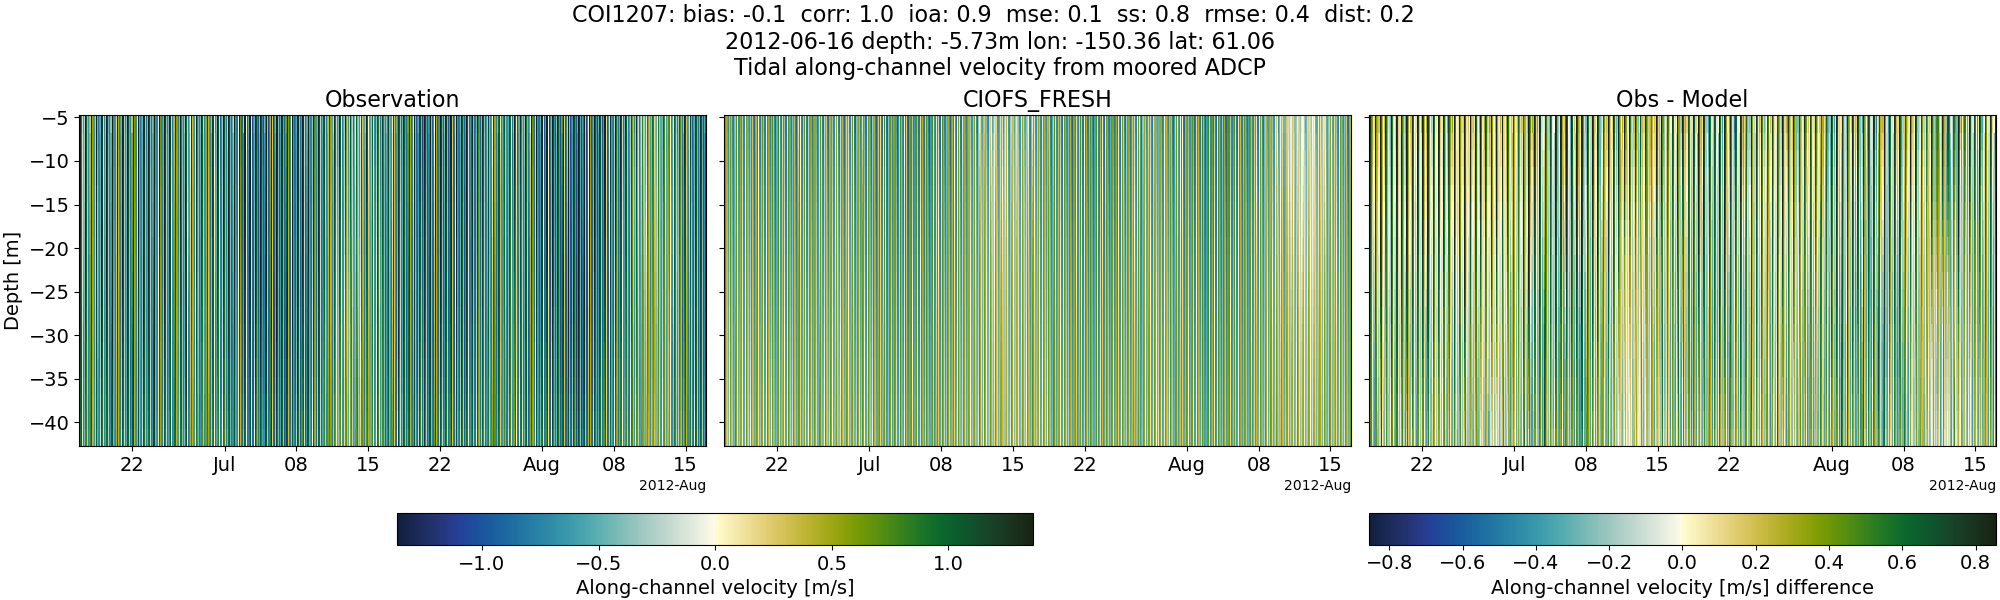 COI1207: bias: -0.1  corr: 1.0  ioa: 0.9  mse: 0.1  ss: 0.8  rmse: 0.4  dist: 0.2
2012-06-16 depth: -5.73m lon: -150.36 lat: 61.06
Tidal along-channel velocity from moored ADCP
Observation
CIOFS_FRESH
Obs - Model
Depth [m]
−5
−10
−15
−20
−25
−30
−35
−40
22 Jul 08 15 22 Aug 08 15
2012-Aug
22 Jul 08 15 22 Aug 08 15
2012-Aug
22 Jul 08 15 22 Aug 08 15
2012-Aug
−1.0 −0.5 0.0 0.5 1.0
Along-channel velocity [m/s]
−0.8 −0.6 −0.4 −0.2 0.0 0.2 0.4 0.6 0.8
Along-channel velocity [m/s] difference